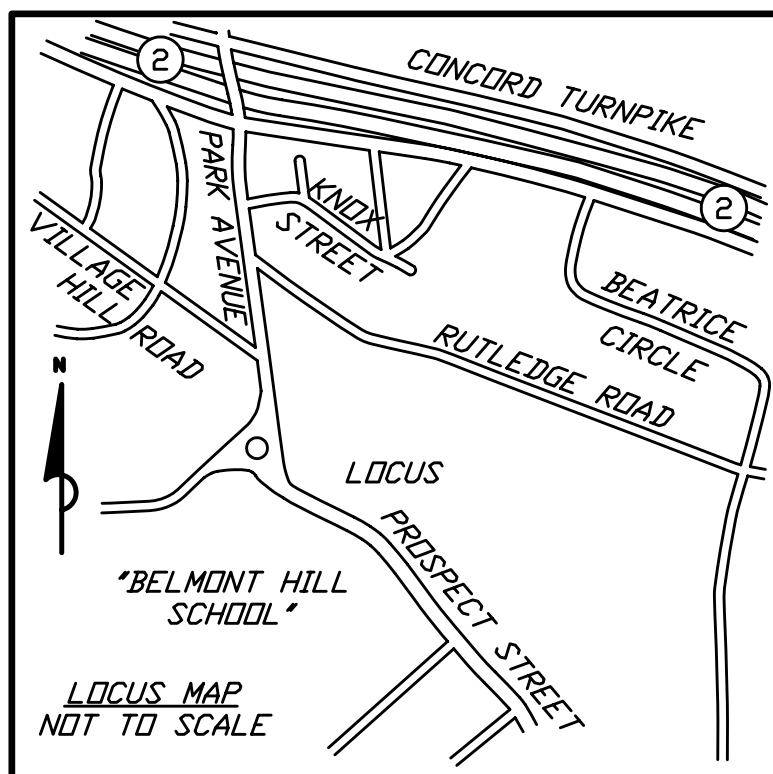 2
CONCORD TURNPIKE
2
PARK AVENUE
KNOX
STREET
VILLAGE
HILL ROAD
BEATRICE
CIRCLE
RUTLEDGE ROAD
N
LOCUS
PROSPECT STREET
"BELMONT HILL
SCHOOL"
LOCUS MAP
NOT TO SCALE